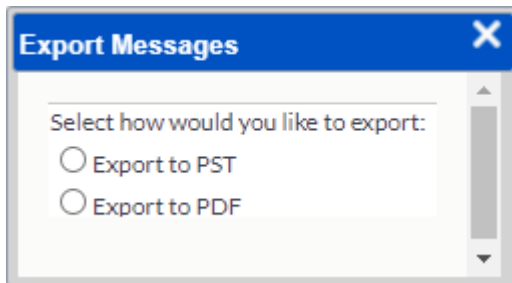 Export Messages
Select how would you like to export:
Export to PST
Export to PDF